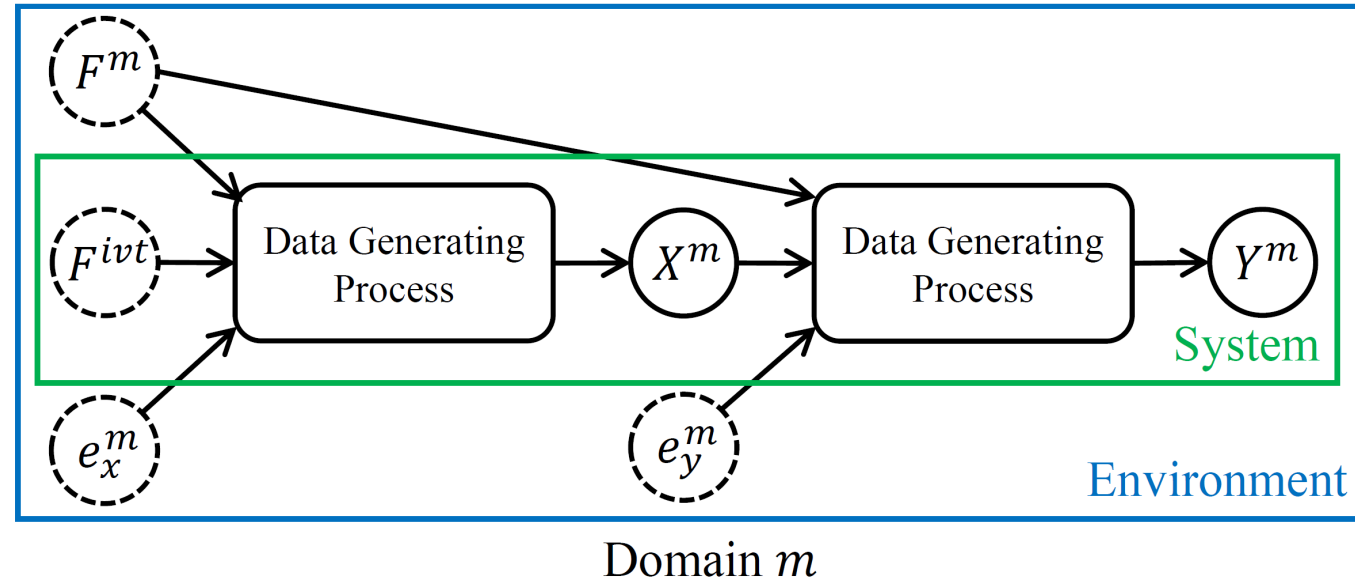 F^m
F^{ivt}
Data Generating
Process
X^m
Data Generating
Process
Y^m
System
e_x^m
e_y^m
Environment
Domain m